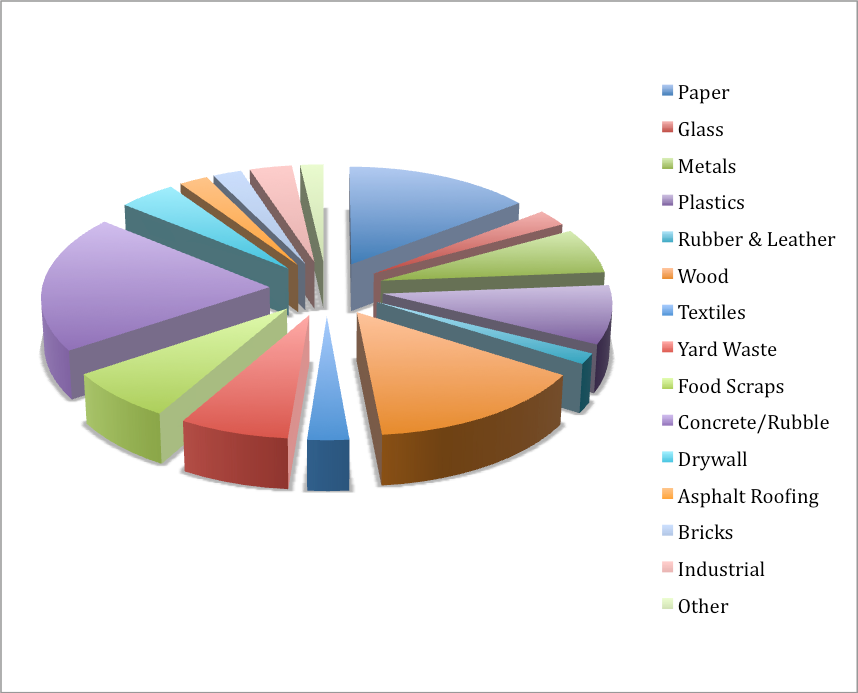 Paper
Glass
Metals
Plastics
Rubber & Leather
Wood
Textiles
Yard Waste
Food Scraps
Concrete/Rubble
Drywall
Asphalt Roofing
Bricks
Industrial
Other